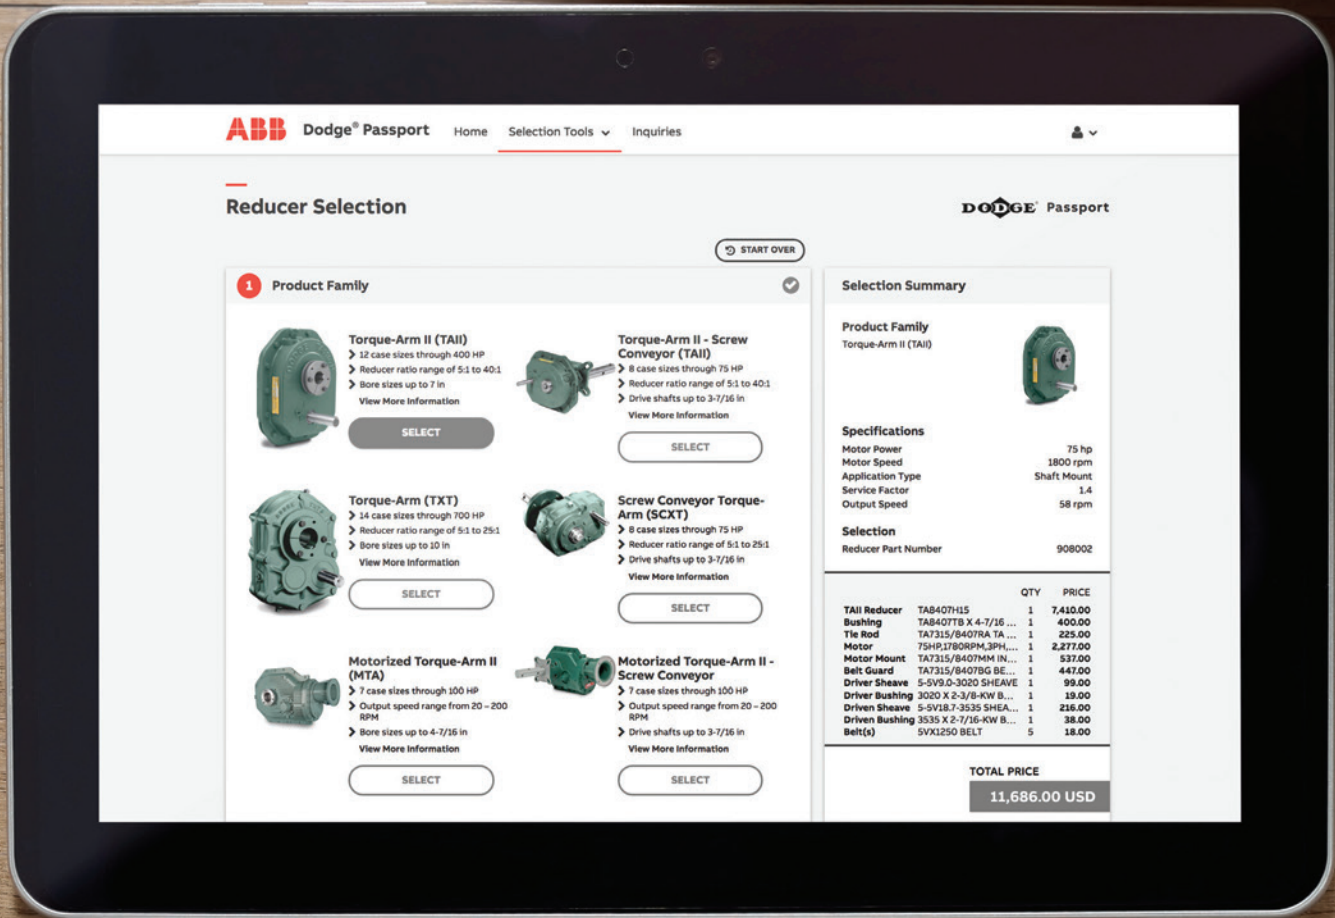 ABB Dodge® Passport Home Selection Tools Inquiries
Reducer Selection
DODGE® Passport
START OVER
1 Product Family
Torque-Arm II (TAII)
12 case sizes through 400 HP
Reducer ratio range of 5:1 to 40:1
Bore sizes up to 7 in
View More Information
SELECT
Torque-Arm II - Screw
Conveyor (TAII)
8 case sizes through 75 HP
Reducer ratio range of 5:1 to 40:1
Drive shafts up to 3-7/16 in
View More Information
SELECT
Torque-Arm (TXT)
14 case sizes through 700 HP
Reducer ratio range of 5:1 to 25:1
Bore sizes up to 10 in
View More Information
SELECT
Screw Conveyor Torque-
Arm (SCXT)
8 case sizes through 75 HP
Reducer ratio range of 5:1 to 25:1
Drive shafts up to 3-7/16 in
View More Information
SELECT
Motorized Torque-Arm II
(MTA)
7 case sizes through 100 HP
Output speed range from 20 – 200
RPM
Bore sizes up to 4-7/16 in
View More Information
SELECT
Motorized Torque-Arm II -
Screw Conveyor
7 case sizes through 100 HP
Output speed range from 20 – 200
RPM
Drive shafts up to 3-7/16 in
View More Information
SELECT
Selection Summary
Product Family
Torque-Arm II (TAII)
Specifications
Motor Power 75 hp
Motor Speed 1800 rpm
Application Type Shaft Mount
Service Factor 1.4
Output Speed 58 rpm
Selection
Reducer Part Number 908002
QTY PRICE
TAII Reducer TA8407H15 1 7,410.00
Bushing TA8407TB X 4-7/16 ... 1 400.00
Tie Rod TA7315/8407RA TA ... 1 225.00
Motor 75HP,1780RPM,3PH,... 1 2,277.00
Motor Mount TA7315/8407MM IN... 1 537.00
Belt Guard TA7315/8407BG BE... 1 447.00
Driver Sheave 5-5V9.0-3020 SHEAVE 1 99.00
Driver Bushing 3020 X 2-3/8-KW B... 1 19.00
Driven Sheave 5-5V18.7-3535 SHEA... 1 216.00
Driven Bushing 3535 X 2-7/16-KW B... 1 38.00
Belt(s) 5VX1250 BELT 5 18.00
TOTAL PRICE
11,686.00 USD